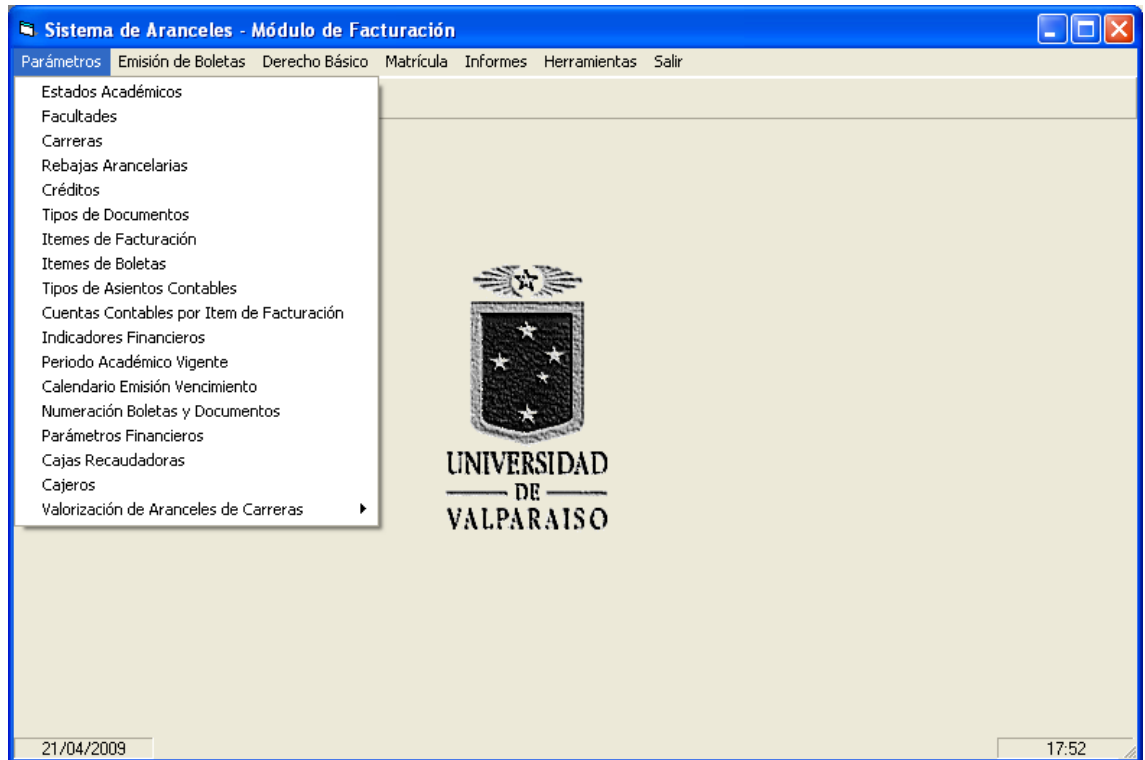 Sistema de Aranceles - Módulo de Facturación
Parámetros Emisión de Boletas Derecho Básico Matrícula Informes Herramientas Salir
Estados Académicos
Facultades
Carreras
Rebajas Arancelarias
Créditos
Tipos de Documentos
Itemes de Facturación
Itemes de Boletas
Tipos de Asientos Contables
Cuentas Contables por Item de Facturación
Indicadores Financieros
Periodo Académico Vigente
Calendario Emisión Vencimiento
Numeración Boletas y Documentos
Parámetros Financieros
Cajas Recaudadoras
Cajeros
Valorización de Aranceles de Carreras
UNIVERSIDAD
DE
VALPARAISO
21/04/2009 17:52